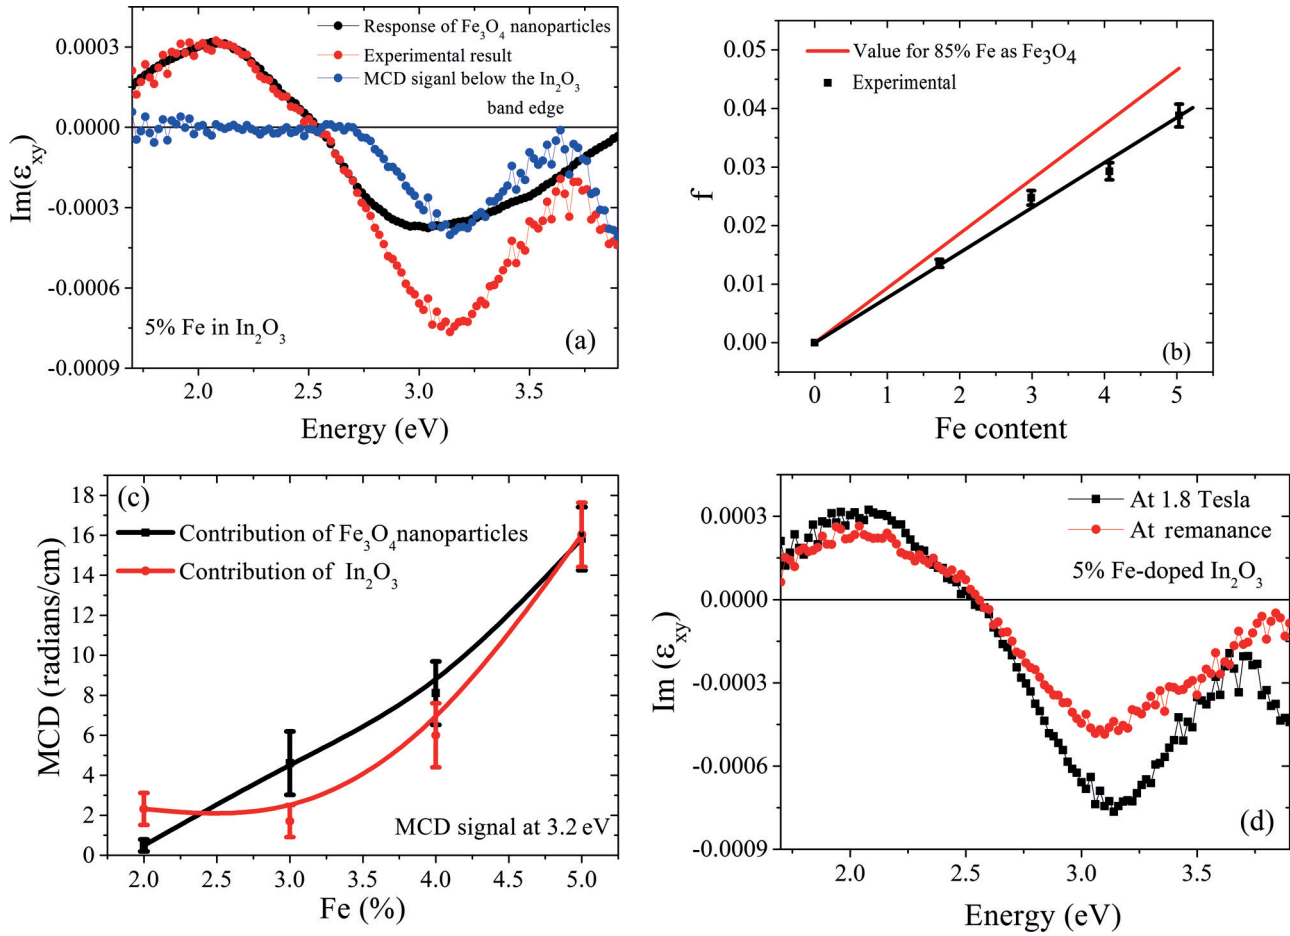 Response of Fe3O4 nanoparticles
Experimental result
MCD siganl below the In2O3
band edge
0.0003
0.0000
-0.0003
-0.0006
-0.0009
Im(εxy)
5% Fe in In2O3
(a)
2.0 2.5 3.0 3.5
Energy (eV)
Value for 85% Fe as Fe3O4
Experimental
0.05
0.04
0.03
0.02
0.01
0.00
f
(b)
0 1 2 3 4 5
Fe content
(c)
Contribution of Fe3O4 nanoparticles
Contribution of In2O3
18
16
14
12
10
8
6
4
2
0
MCD (radians/cm)
MCD signal at 3.2 eV
2.0 2.5 3.0 3.5 4.0 4.5 5.0
Fe (%)
At 1.8 Tesla
At remanance
5% Fe-doped In2O3
0.0003
0.0000
-0.0003
-0.0006
-0.0009
Im (εxy)
(d)
2.0 2.5 3.0 3.5
Energy (eV)